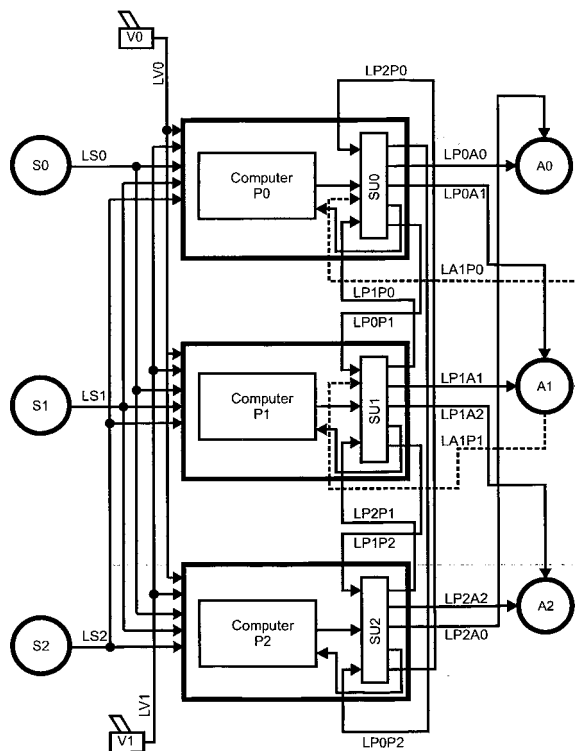 V0
LV0
LP2P0
S0
LS0
Computer
P0
SU0
LP0A0
A0
LP0A1
LA1P0
LP1P0
LP0P1
S1
LS1
Computer
P1
SU1
LP1A1
A1
LP1A2
LA1P1
LP2P1
LP1P2
S2
LS2
Computer
P2
SU2
LP2A2
A2
LP2A0
LV1
V1
LP0P2